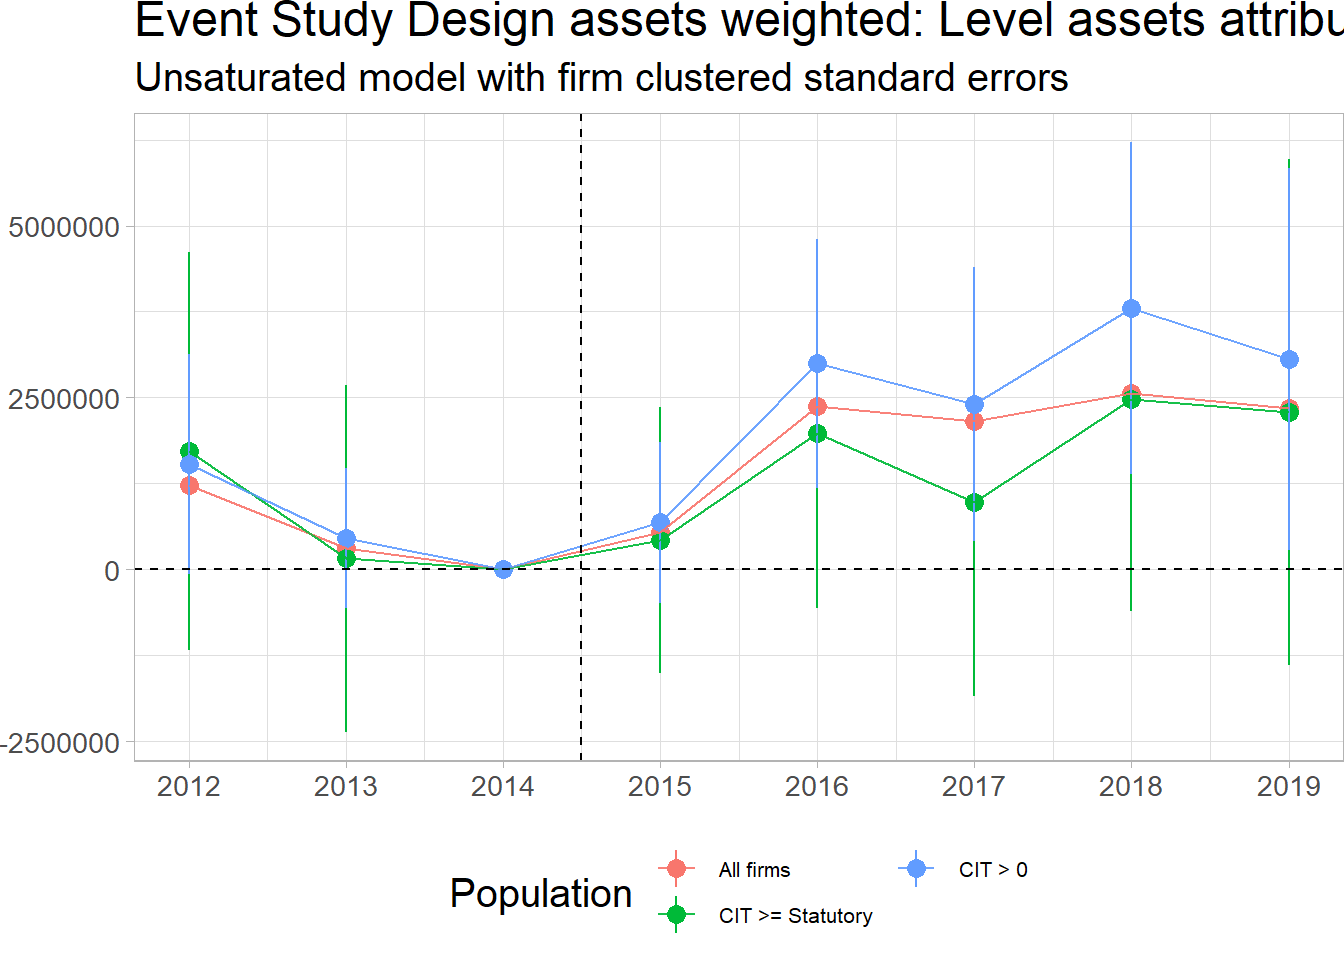 Event Study Design assets weighted: Level assets
Unsaturated model with firm clustered standard errors
5000000
2500000
0
-2500000
2012 2013 2014 2015 2016 2017 2018 2019
Population
All firms
CIT > 0
CIT >= Statutory